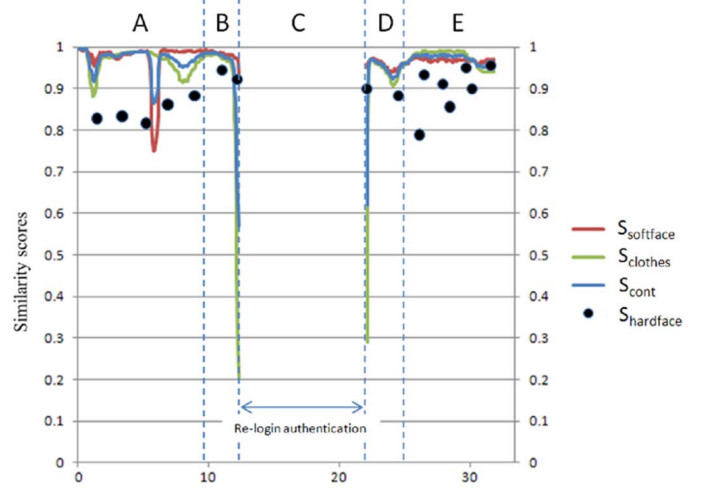 A B C D E
1 1
0.9 0.9
0.8 0.8
0.7 0.7
0.6 0.6
0.5 0.5
0.4 0.4
0.3 0.3
0.2 0.2
0.1 0.1
0 0
0 10 20 30
Similarity scores
Re-login authentication
Ssoftface
Sclothes
Scont
Shardface